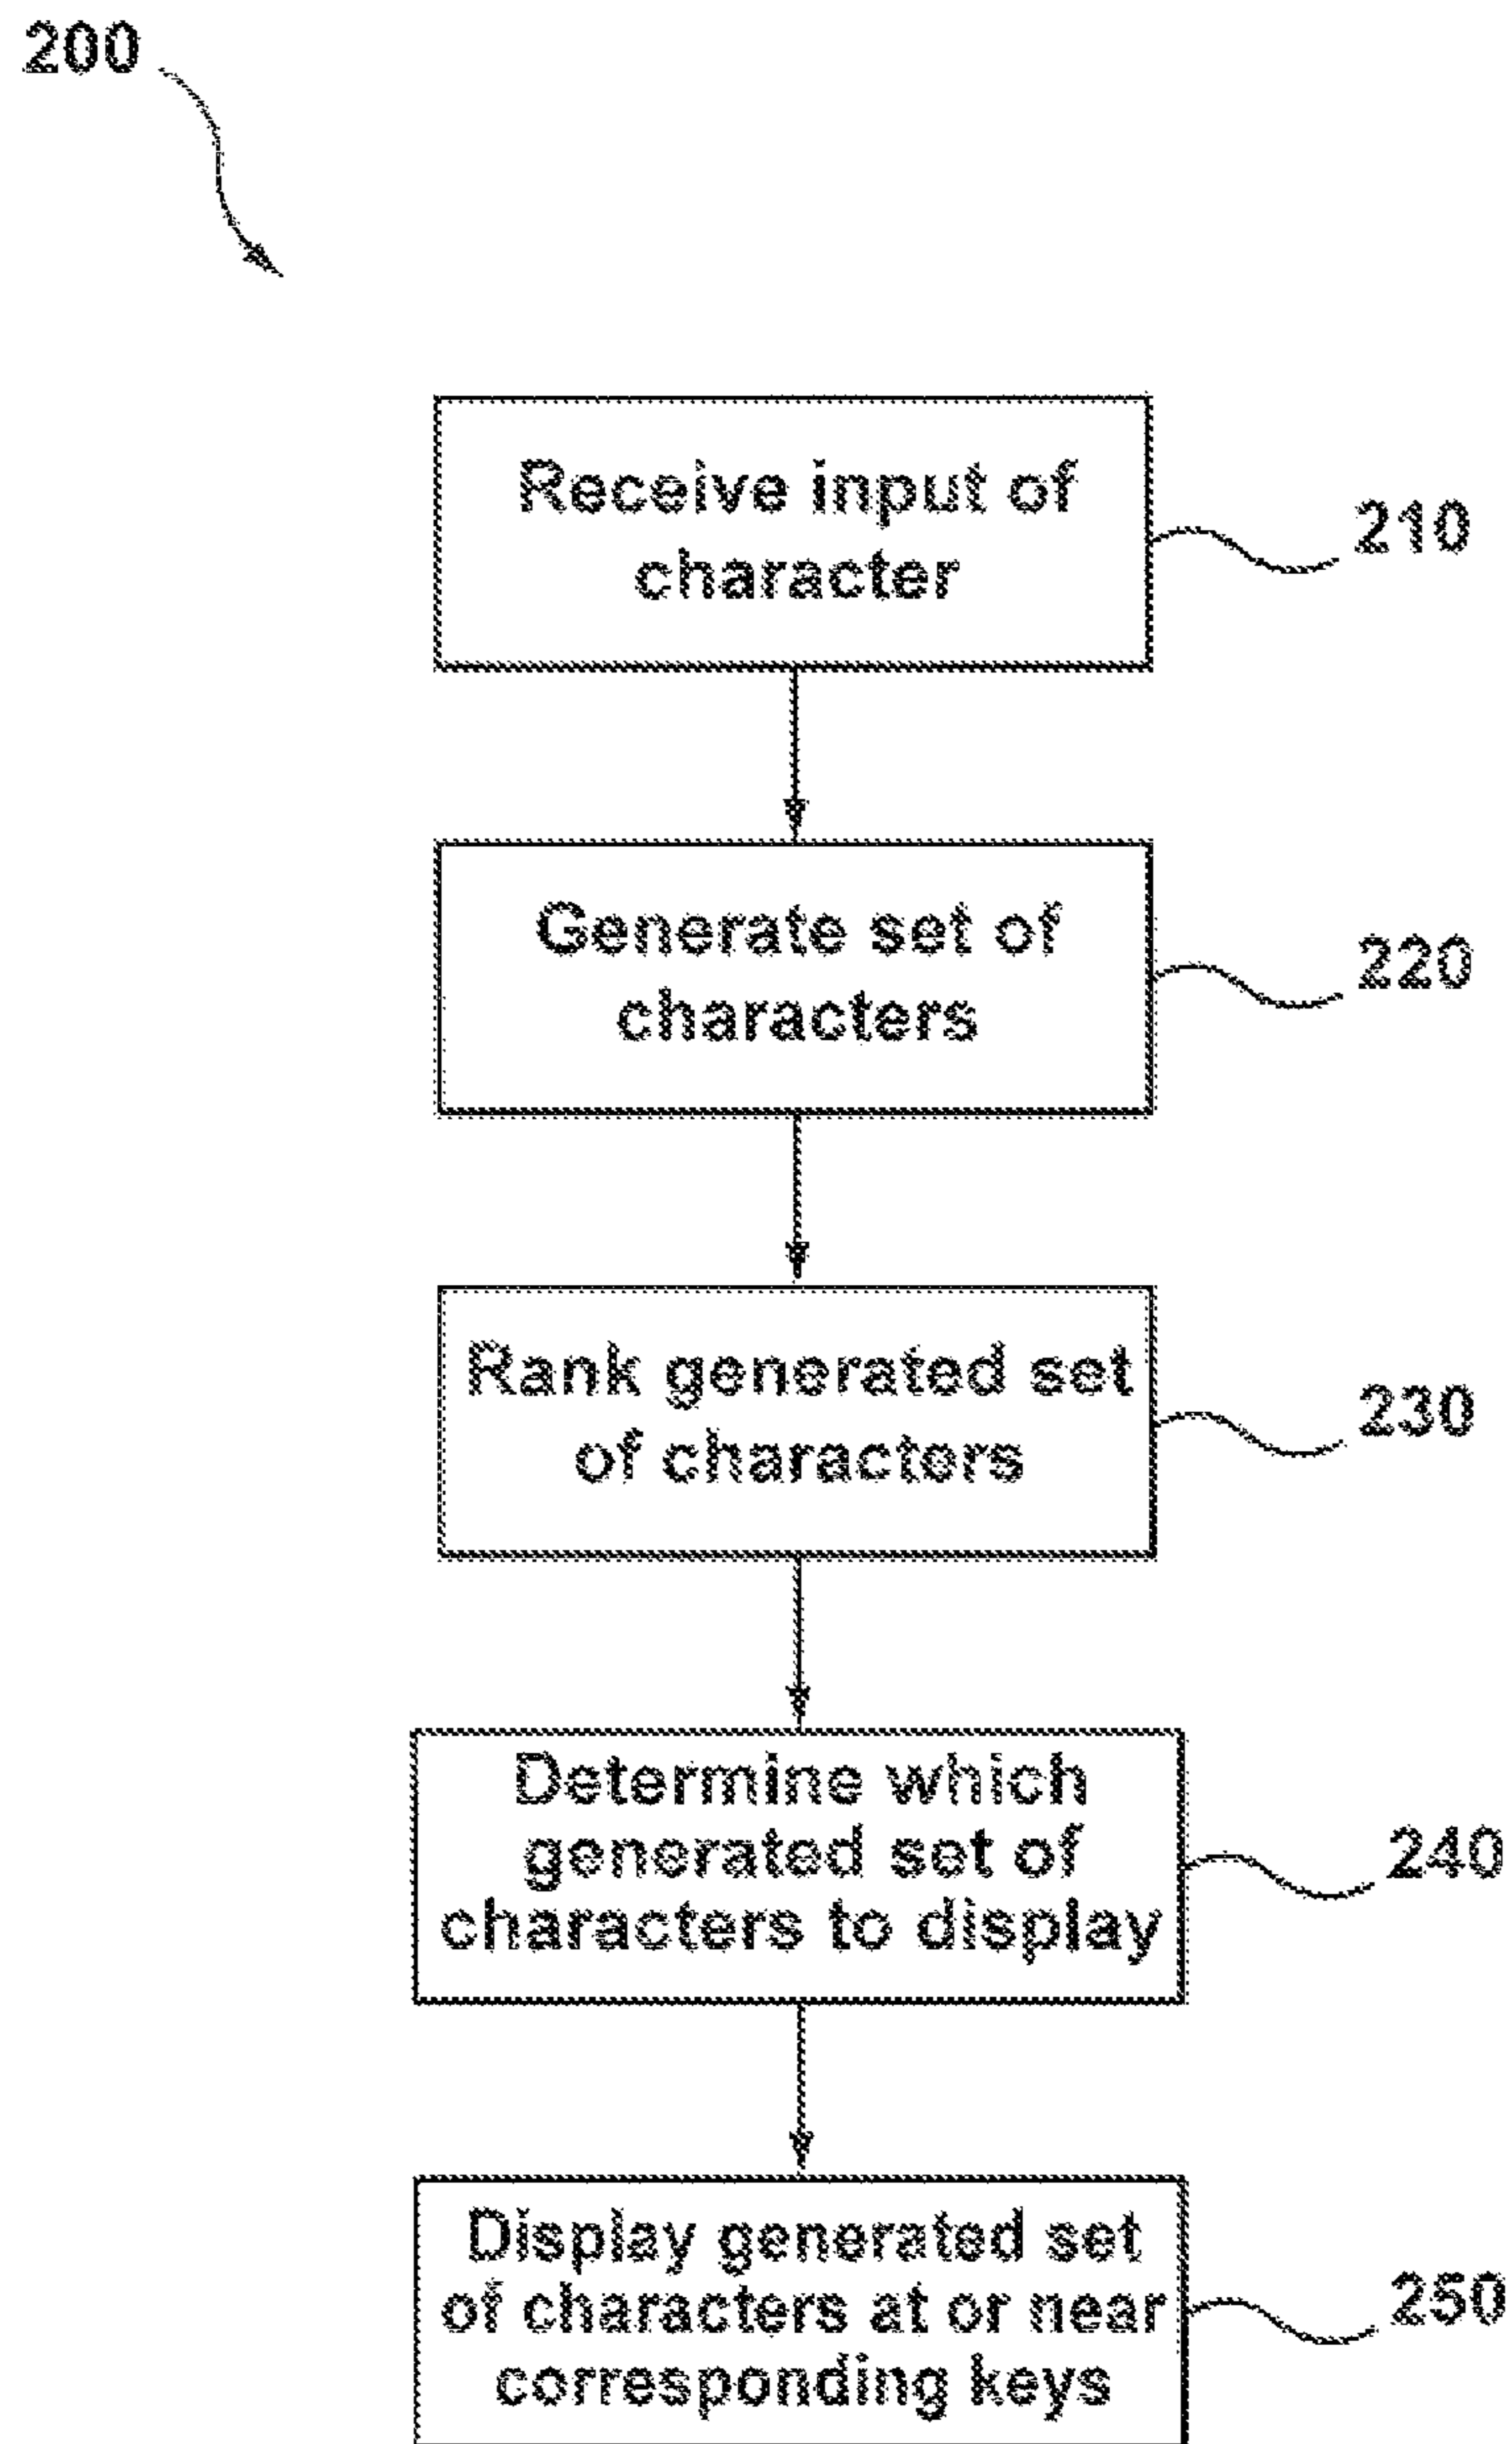 200
Receive input of
character
210
Generate set of
characters
220
Rank generated set
of characters
230
Determine which
generated set of
characters to display
240
Display generated set
of characters at or near
corresponding keys
250